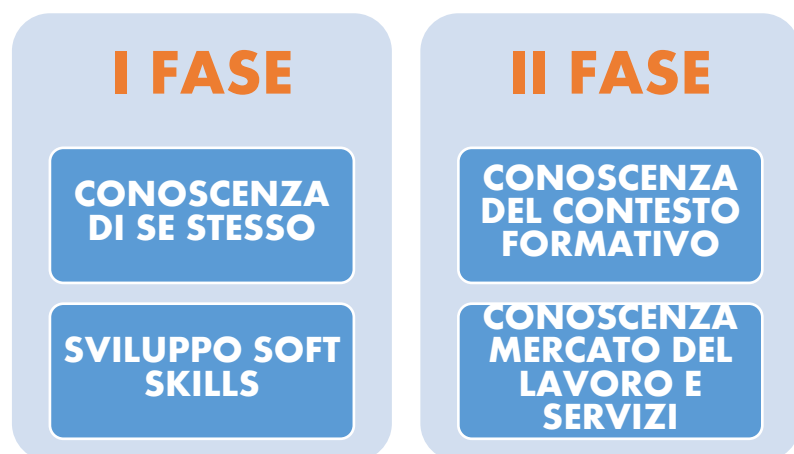 I FASE
CONOSCENZA
DI SE STESSO
SVILUPPO SOFT
SKILLS
II FASE
CONOSCENZA
DEL CONTESTO
FORMATIVO
CONOSCENZA
MERCATO DEL
LAVORO E
SERVIZI